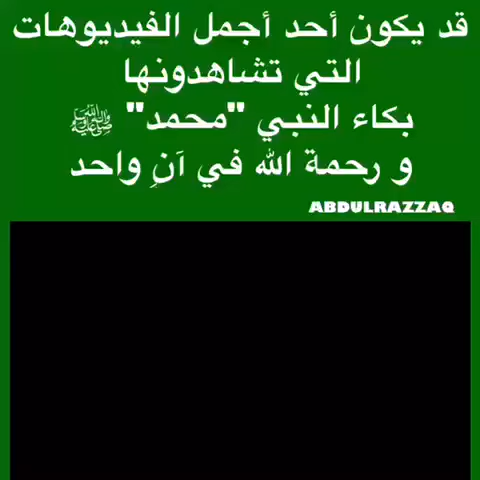 قد يكون أحد أجمل الفيديوهات
التي تشاهدونها
بكاء النبي "محمد" ﷺ
و رحمة الله في آنٍ واحد
ABDULRAZZAQ